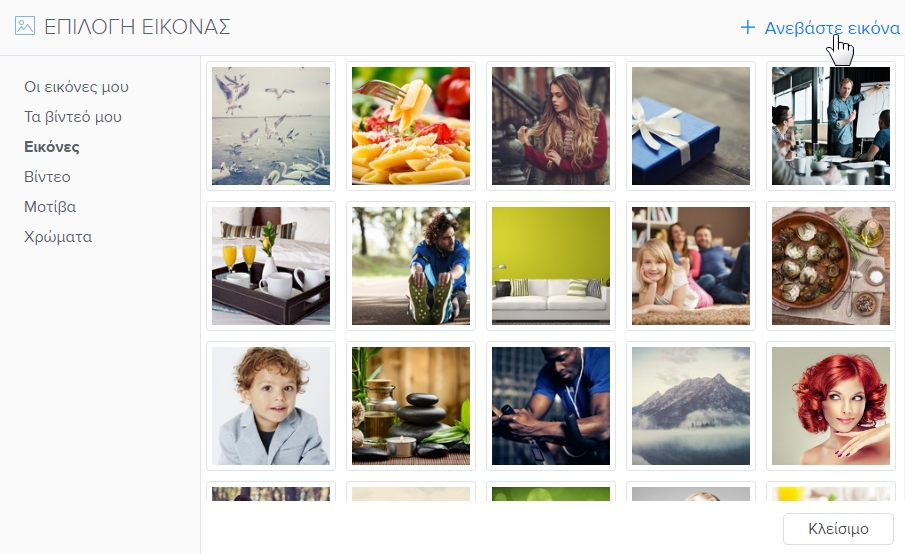 ΕΠΙΛΟΓΗ ΕΙΚΟΝΑΣ
+ Ανεβάστε εικόνα
Οι εικόνες μου
Τα βίντεό μου
Εικόνες
Βίντεο
Μοτίβα
Χρώματα
Κλείσιμο